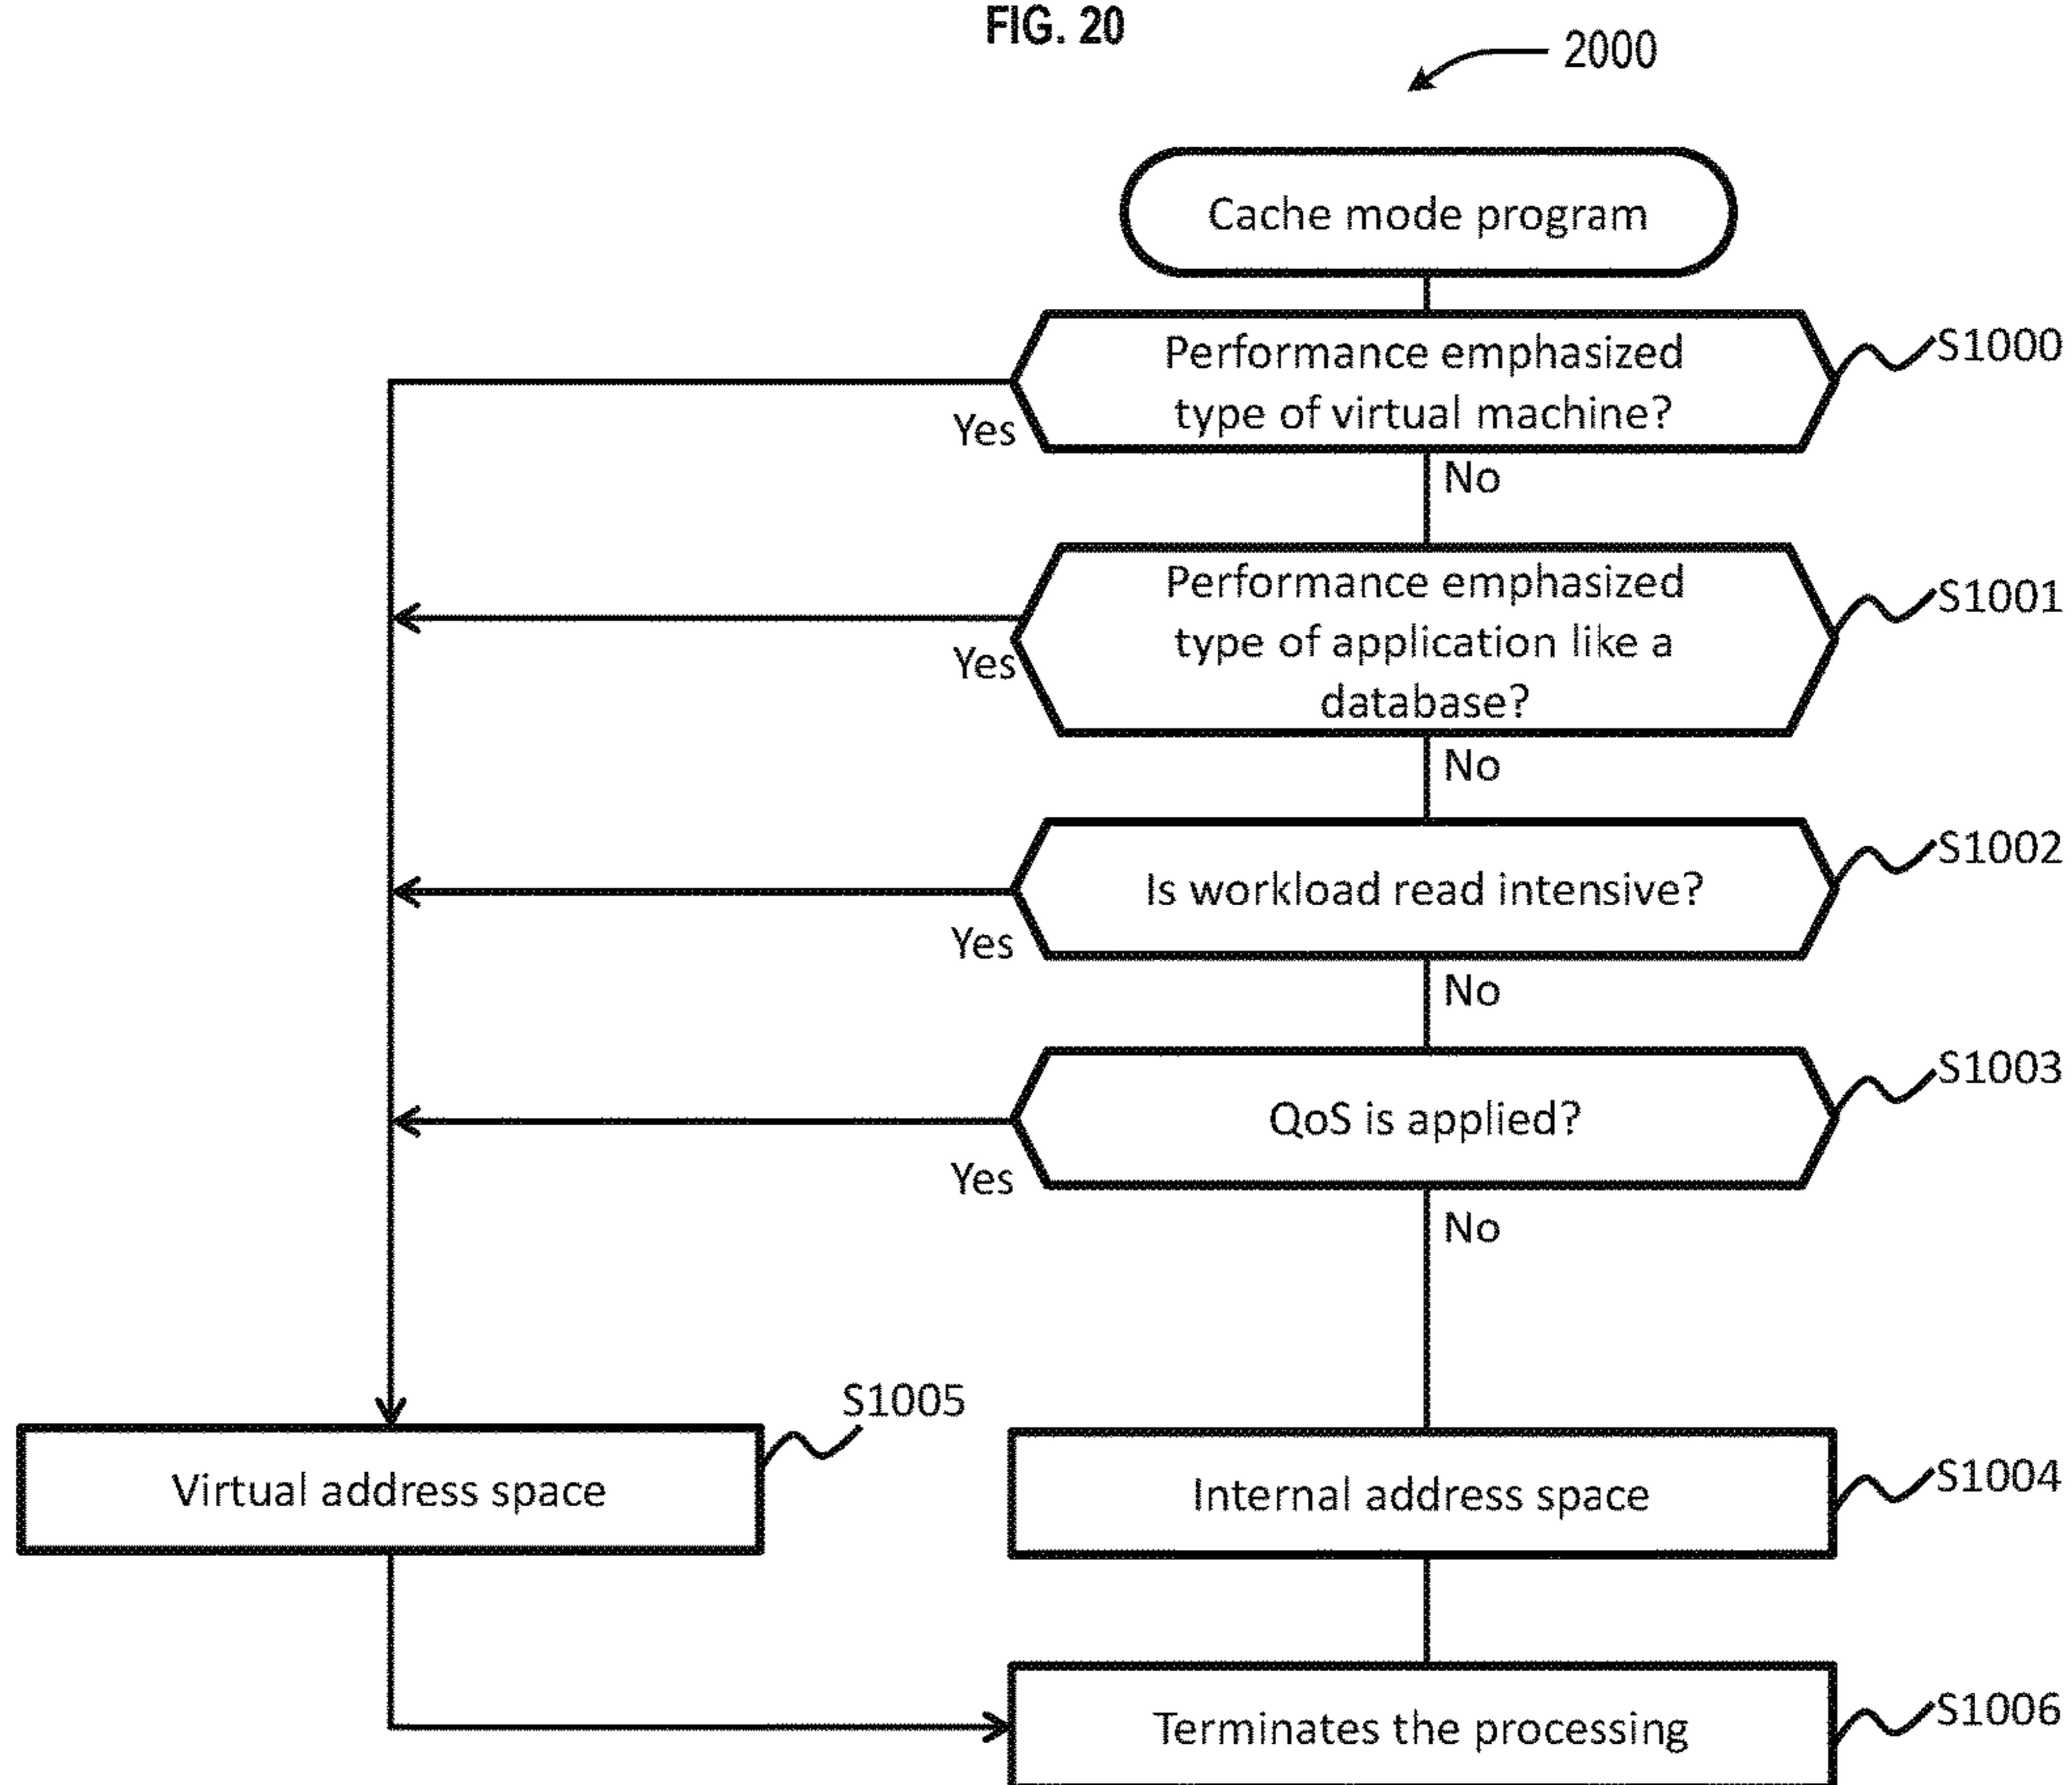 FIG. 20
2000
Cache mode program
Performance emphasized
type of virtual machine?
S1000
Yes
No
Performance emphasized
type of application like a
database?
S1001
Yes
No
Is workload read intensive?
S1002
Yes
No
QoS is applied?
S1003
Yes
No
S1005
Virtual address space
Internal address space
S1004
Terminates the processing
S1006